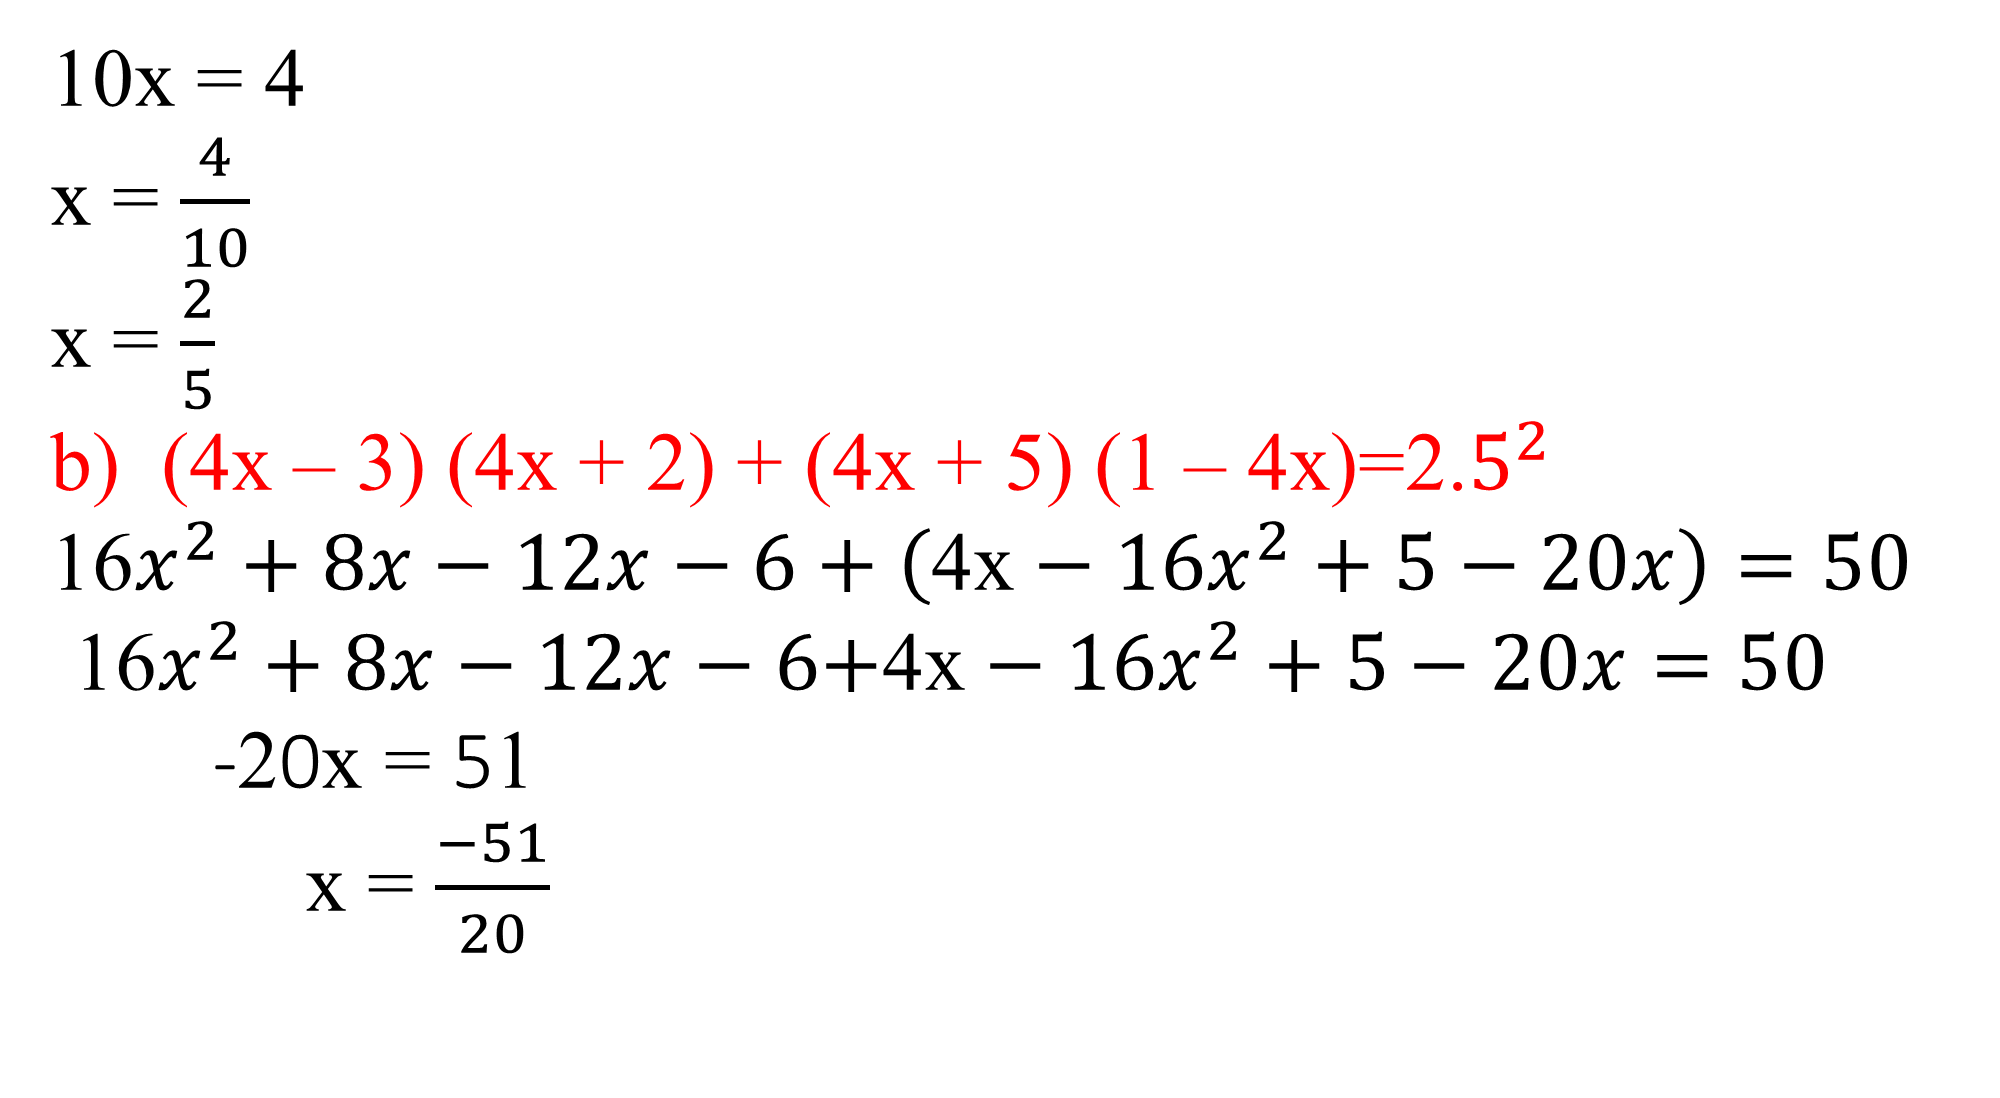 10x = 4
x = 4/10
x = 2/5
b) (4x – 3) (4x + 2) + (4x + 5) (1 – 4x)=2.5²
16x² + 8x − 12x − 6 + (4x − 16x² + 5 − 20x) = 50
16x² + 8x − 12x − 6+4x − 16x² + 5 − 20x = 50
-20x = 51
x = −51/20